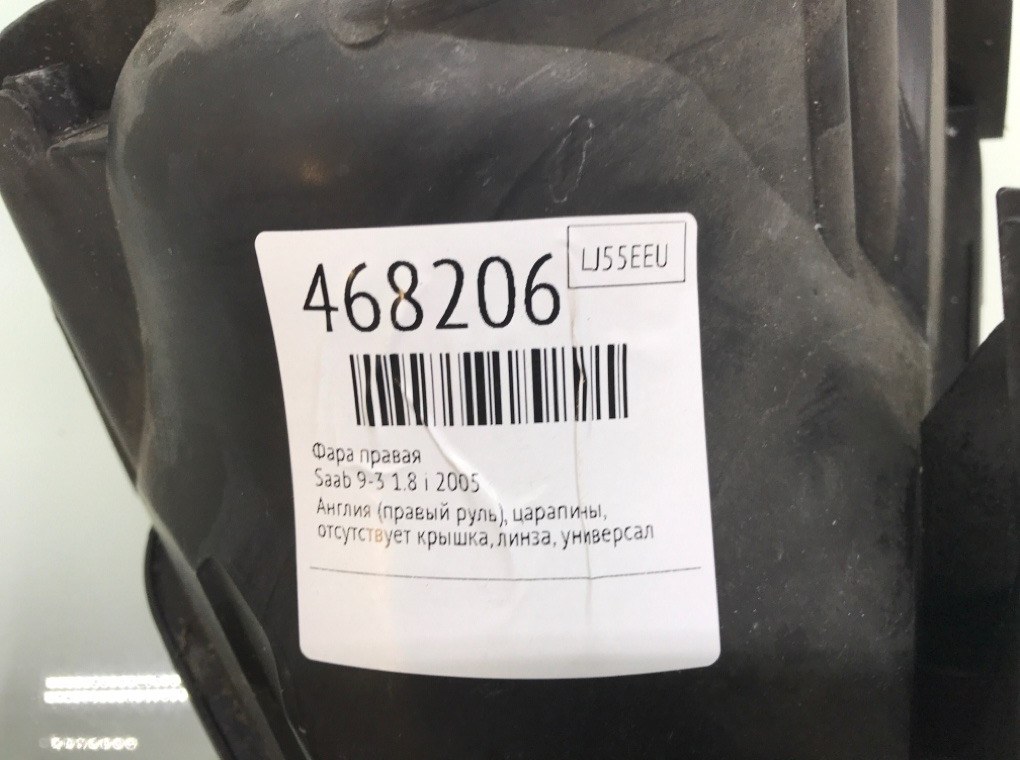 468206
LJ55EEU
Фара правая
Saab 9-3 1.8 i 2005
Англия (правый руль), царапины,
отсутствует крышка, линза, универсал